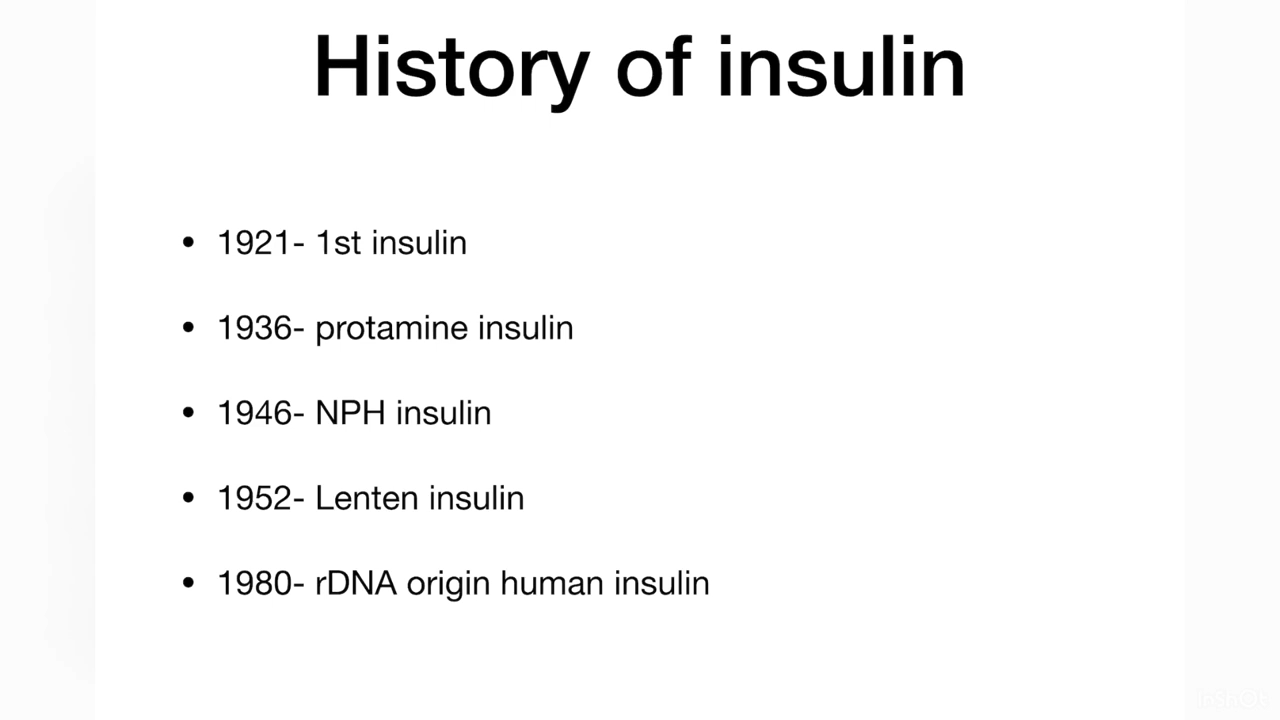 History of insulin
• 1921- 1st insulin
• 1936- protamine insulin
• 1946- NPH insulin
• 1952- Lenten insulin
• 1980- rDNA origin human insulin
InShOt